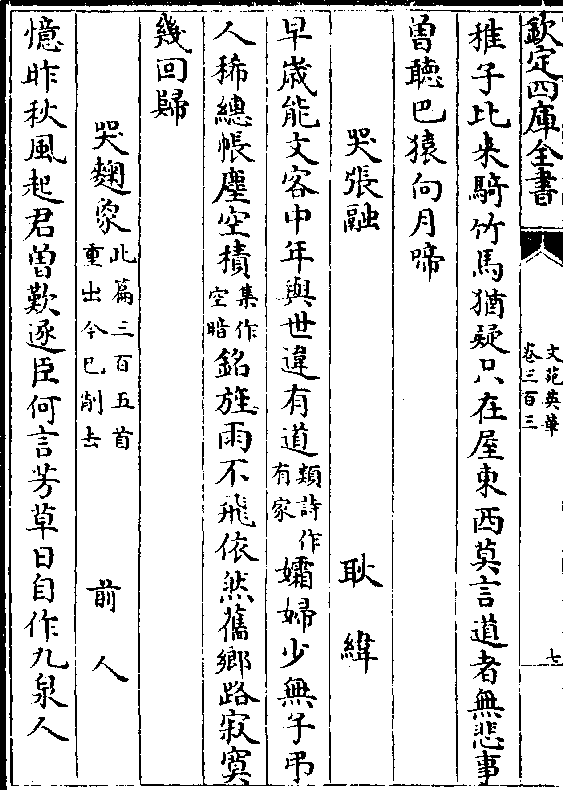 欽定四庫全書
文苑英華
卷三百三
七
稚子比来騎竹馬猶疑只在屋東西莫言道者無悲事
曽聽巴猿向月啼
哭張融
耿緯
早歳能文客中年與世違有道類詩作有家孀婦少無子弔
人稀總帳塵空積集作空暗銘旌雨不飛依然舊鄉路寂寞
幾回歸
哭麴象此篇三百五首重出今已削去
前人
憶昨秋風起君曽歎逐臣何言芳草日自作九泉人